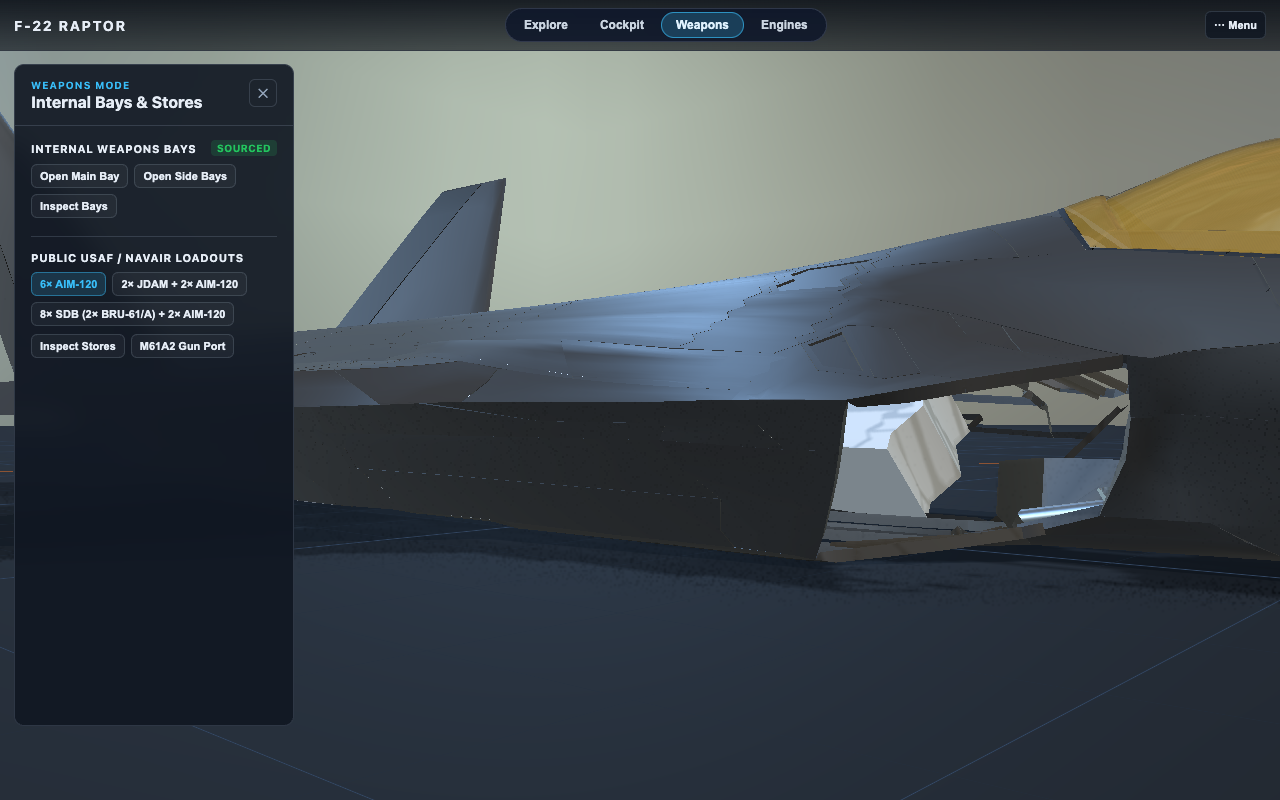 F-22 RAPTOR
Explore
Cockpit
Weapons
Engines
··· Menu
WEAPONS MODE
Internal Bays & Stores
INTERNAL WEAPONS BAYS
SOURCED
Open Main Bay
Open Side Bays
Inspect Bays
PUBLIC USAF / NAVAIR LOADOUTS
6× AIM-120
2× JDAM + 2× AIM-120
8× SDB (2× BRU-61/A) + 2× AIM-120
Inspect Stores
M61A2 Gun Port